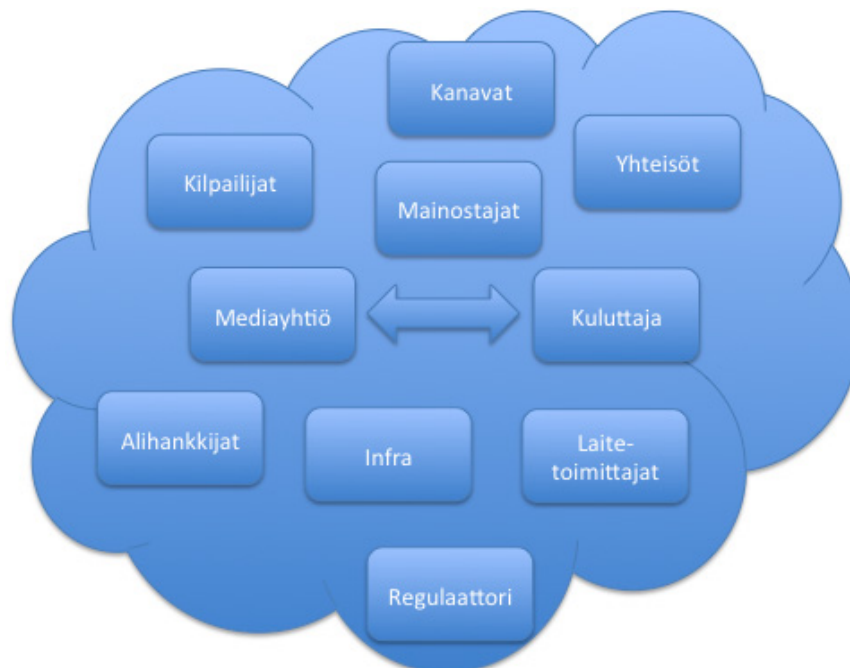 Kanavat
Kilpailijat
Yhteisöt
Mainostajat
Mediayhtiö
Kuluttaja
Alihankkijat
Infra
Laite-
toimittajat
Regulaattori